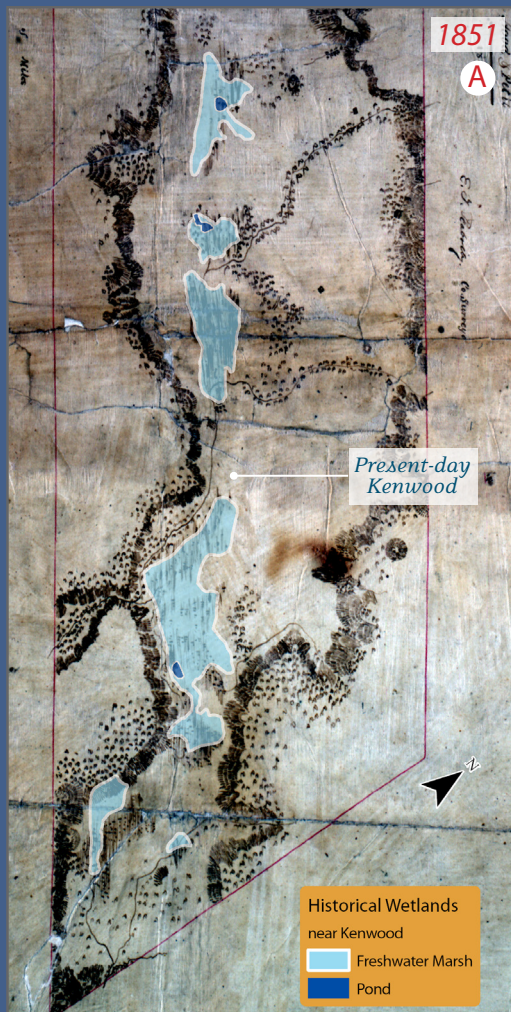 1851
A
Present-day
Kenwood
N
Historical Wetlands
near Kenwood
Freshwater Marsh
Pond